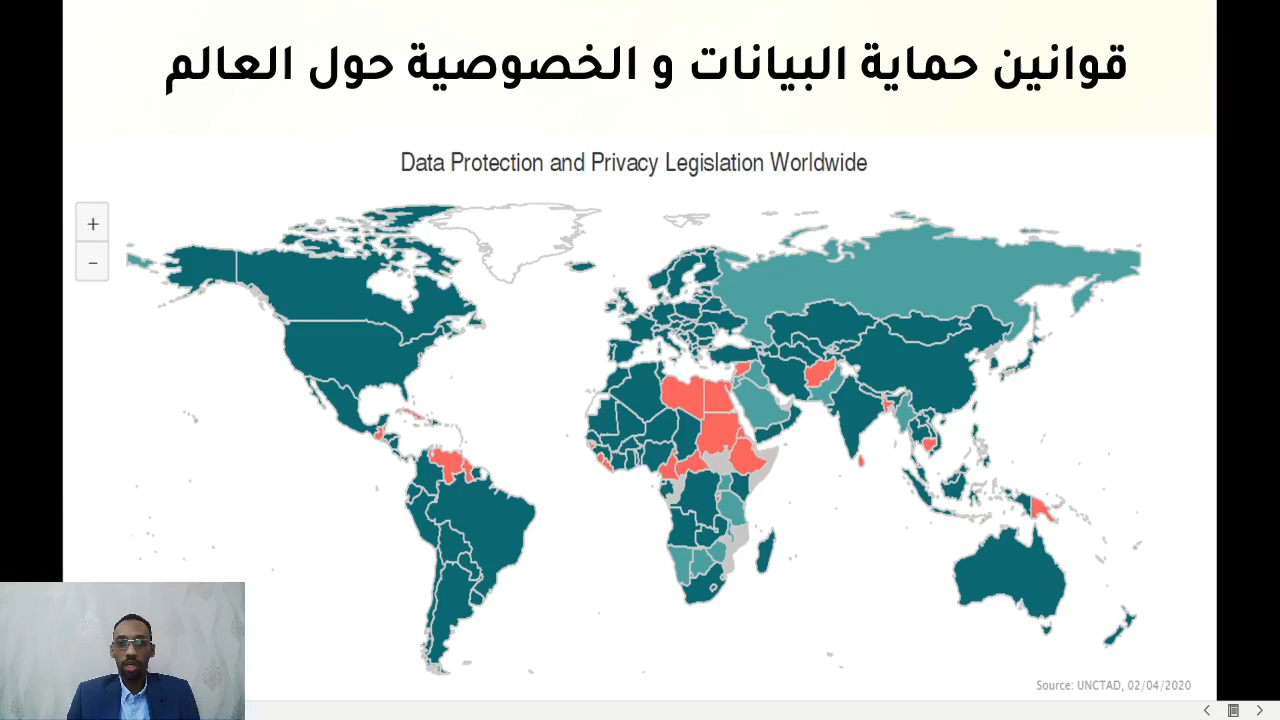 قوانين حماية البيانات و الخصوصية حول العالم
Data Protection and Privacy Legislation Worldwide
+
−
Source: UNCTAD, 02/04/2020